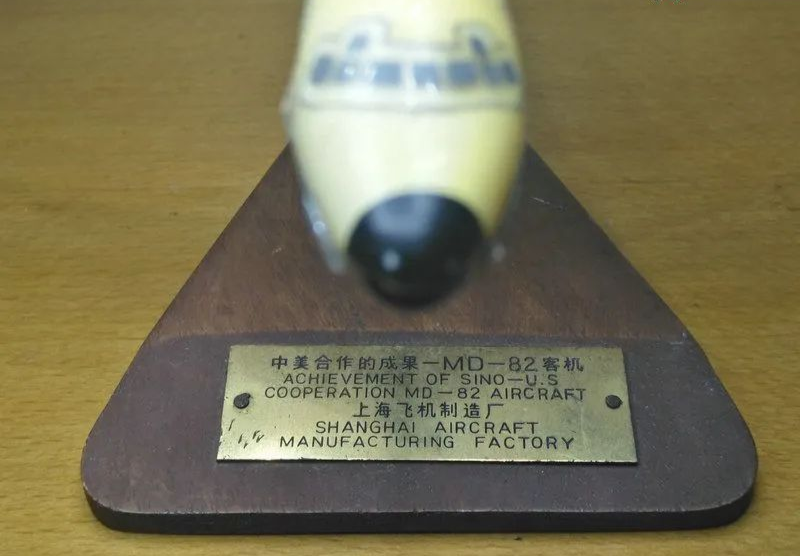 中美合作的成果—MD—82客机
ACHIEVEMENT OF SINO—U.S
COOPERATION MD—82 AIRCRAFT
上海飞机制造厂
SHANGHAI AIRCRAFT
MANUFACTURING FACTORY